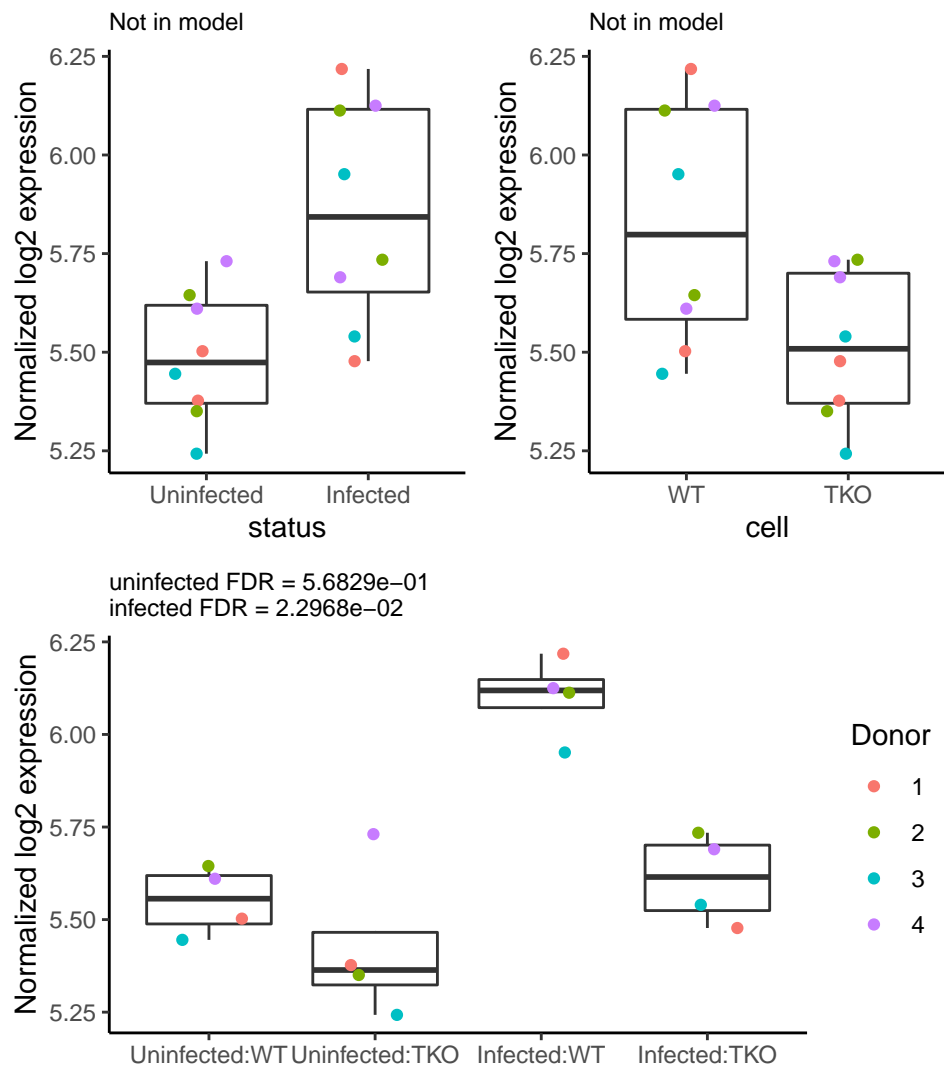 Not in model
Normalized log2 expression
6.25
6.00
5.75
5.50
5.25
Uninfected Infected
status
Not in model
Normalized log2 expression
6.25
6.00
5.75
5.50
5.25
WT TKO
cell
uninfected FDR = 5.6829e−01
infected FDR = 2.2968e−02
Normalized log2 expression
6.25
6.00
5.75
5.50
5.25
Uninfected:WT Uninfected:TKO Infected:WT Infected:TKO
Donor
1
2
3
4